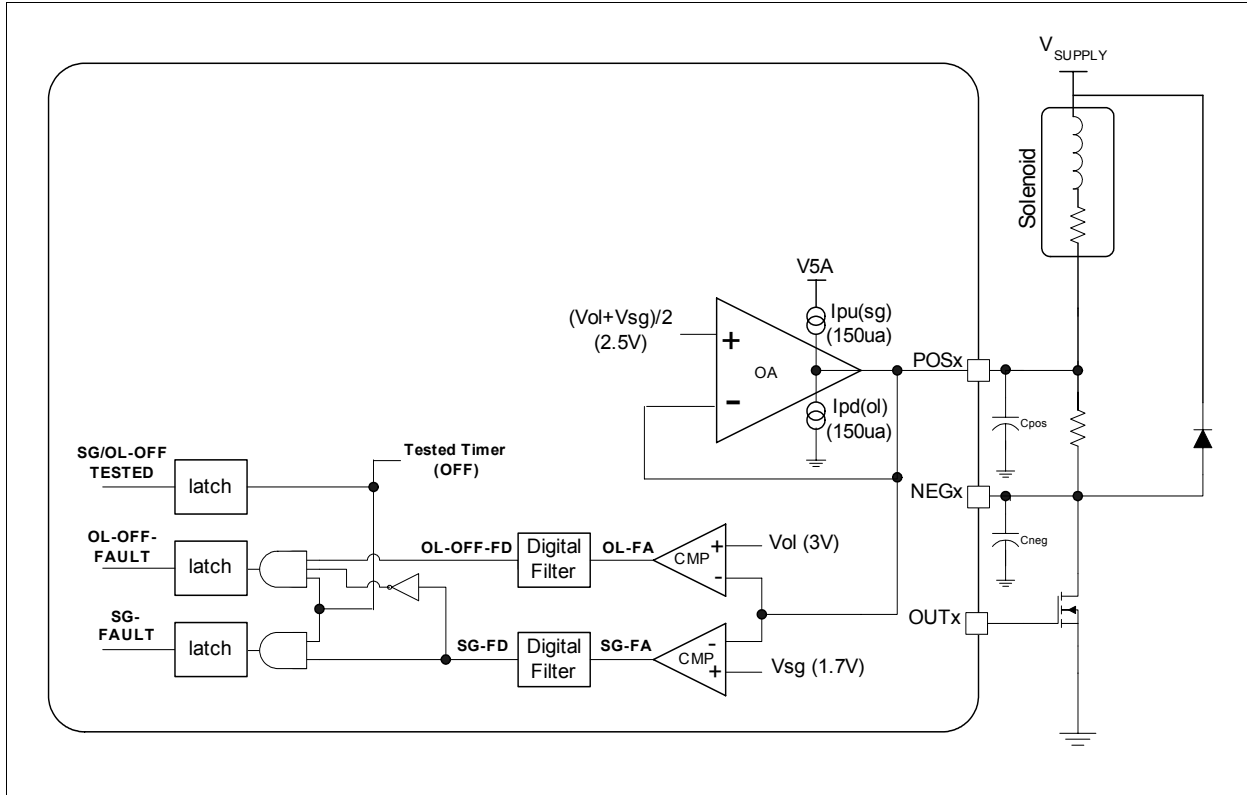 V SUPPLY
Solenoid
V5A
(Vol+Vsg)/2
(2.5V)
+
-
OA
Ipu(sg)
(150ua)
Ipd(ol)
(150ua)
POSx
Cpos
NEGx
Cneg
OUTx
SG/OL-OFF
TESTED
latch
Tested Timer
(OFF)
OL-OFF-
FAULT
latch
OL-OFF-FD
Digital
Filter
OL-FA
CMP
+
-
Vol (3V)
SG-
FAULT
latch
SG-FD
Digital
Filter
SG-FA
CMP
-
+
Vsg (1.7V)